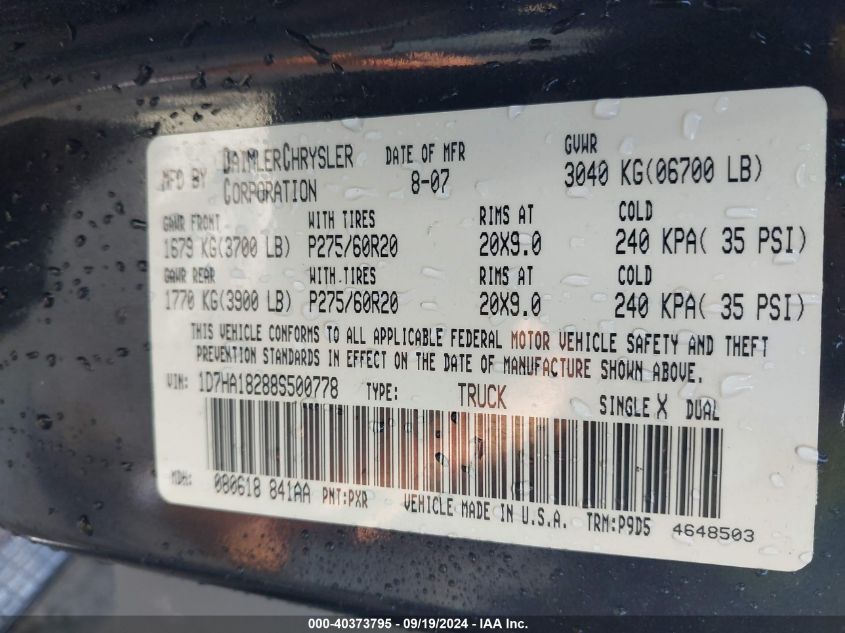 MFD BY DAIMLERCHRYSLER CORPORATION DATE OF MFR 8-07 GVWR 3040 KG(06700 LB)
GAWR FRONT WITH TIRES RIMS AT COLD
1679 KG(3700 LB) P275/60R20 20X9.0 240 KPA( 35 PSI)
GAWR REAR WITH TIRES RIMS AT COLD
1770 KG(3900 LB) P275/60R20 20X9.0 240 KPA( 35 PSI)
THIS VEHICLE CONFORMS TO ALL APPLICABLE FEDERAL MOTOR VEHICLE SAFETY AND THEFT
PREVENTION STANDARDS IN EFFECT ON THE DATE OF MANUFACTURE SHOWN ABOVE.
VIN: 1D7HA18288S500778 TYPE: TRUCK SINGLE X DUAL
MDH: 080618 841AA PNT:PXR VEHICLE MADE IN U.S.A. TRM:P9D5 4648503
000-40373795 - 09/19/2024 - IAA Inc.